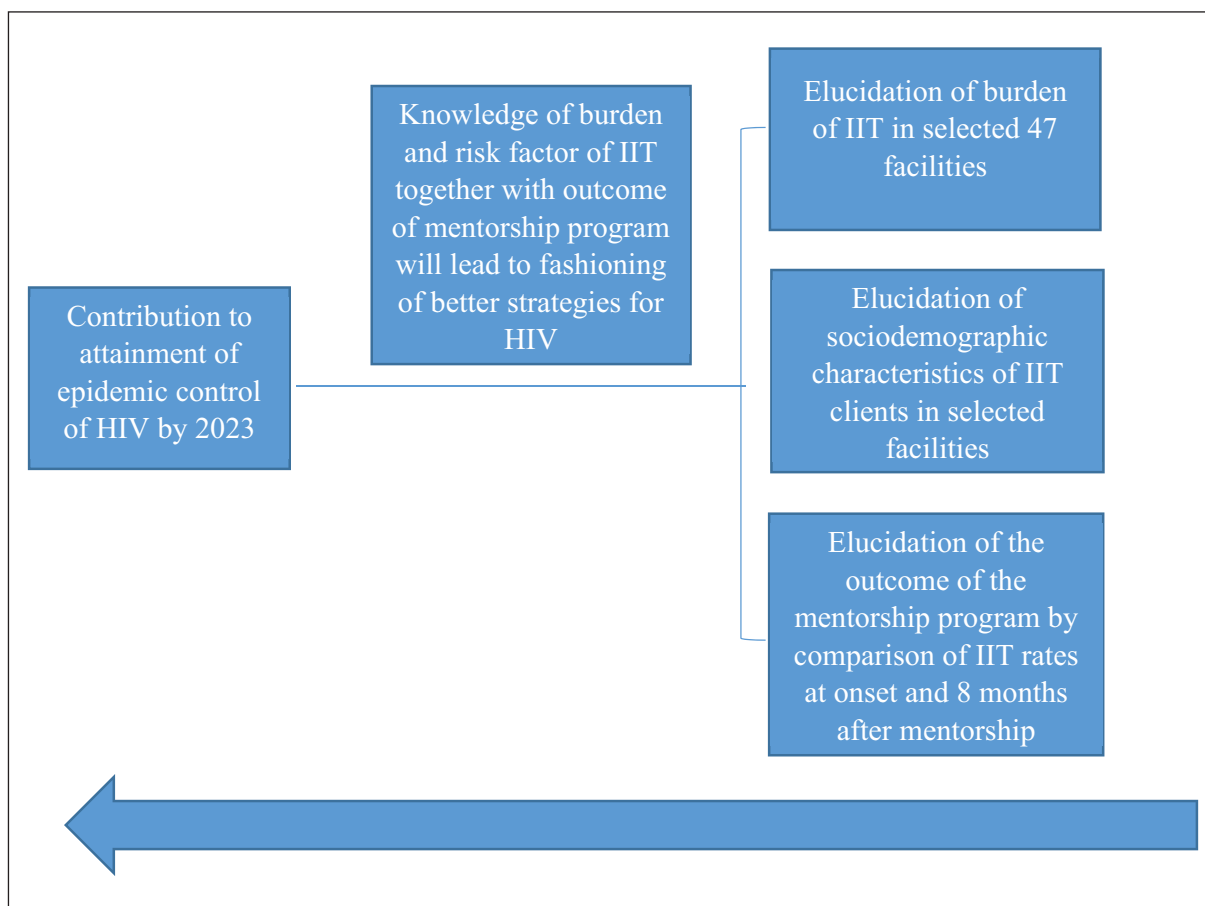 Contribution to
attainment of
epidemic control
of HIV by 2023
Knowledge of burden
and risk factor of IIT
together with outcome
of mentorship program
will lead to fashioning
of better strategies for
HIV
Elucidation of burden
of IIT in selected 47
facilities
Elucidation of
sociodemographic
characteristics of IIT
clients in selected
facilities
Elucidation of the
outcome of the
mentorship program by
comparison of IIT rates
at onset and 8 months
after mentorship